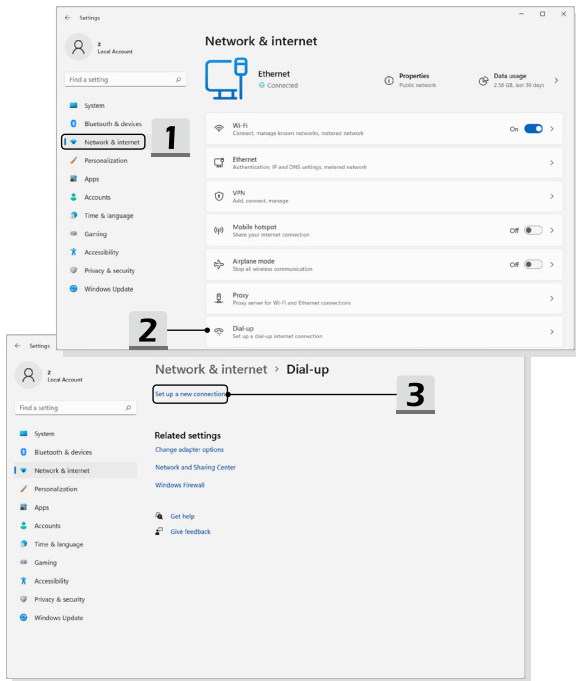 Settings
z
Local Account
Find a setting
System
Bluetooth & devices
Network & internet
Personalization
Apps
Accounts
Time & language
Gaming
Accessibility
Privacy & security
Windows Update
1
Network & internet
Ethernet
Connected
Properties
Public network
Data usage
2.58 GB, last 30 days
Wi-Fi
Connect, manage known networks, metered network
On
Ethernet
Authentication, IP and DNS settings, metered network
VPN
Add, connect, manage
Mobile hotspot
Share your internet connection
Off
Airplane mode
Stop all wireless communication
Off
Proxy
Proxy server for Wi-Fi and Ethernet connections
2
Dial-up
Set up a dial-up internet connection
Settings
z
Local Account
Find a setting
System
Bluetooth & devices
Network & internet
Personalization
Apps
Accounts
Time & language
Gaming
Accessibility
Privacy & security
Windows Update
Network & internet > Dial-up
Set up a new connection
3
Related settings
Change adapter options
Network and Sharing Center
Windows Firewall
Get help
Give feedback